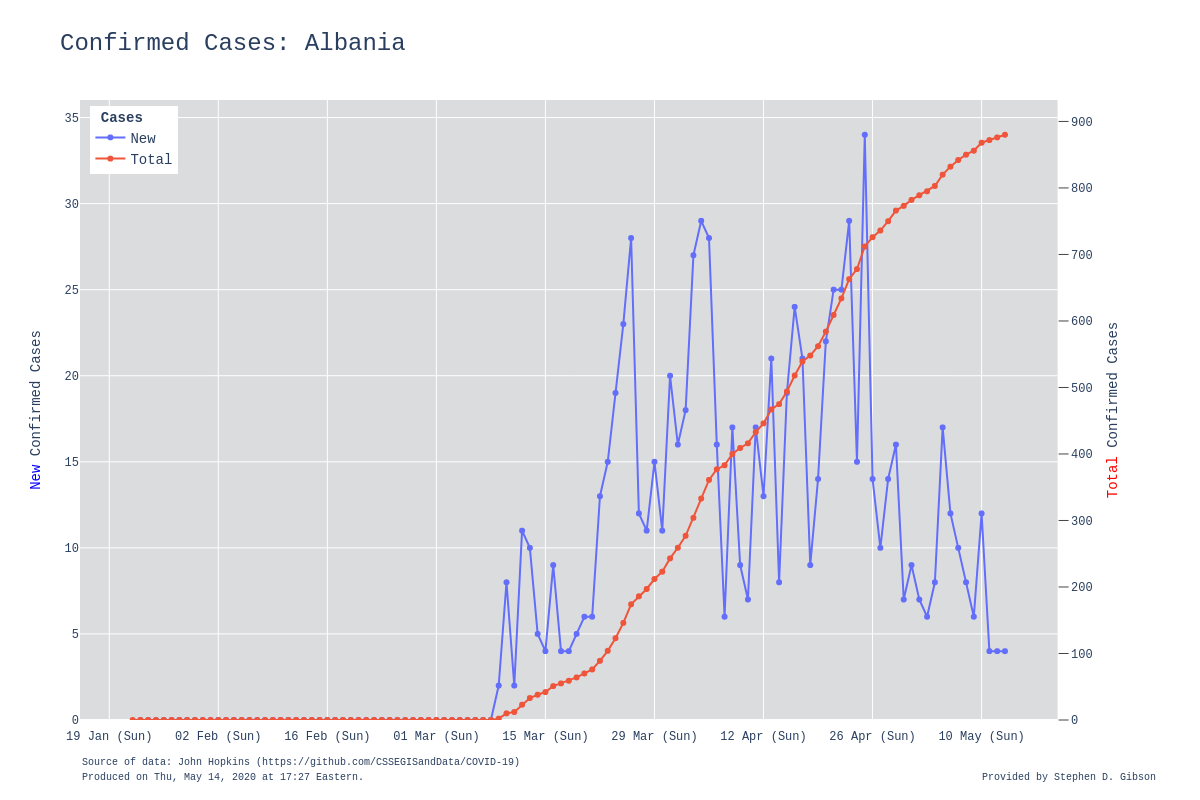 Confirmed Cases: Albania
Cases
New
Total
35
30
25
20
15
10
5
0
900
800
700
600
500
400
300
200
100
0
New Confirmed Cases
Total Confirmed Cases
19 Jan (Sun) 02 Feb (Sun) 16 Feb (Sun) 01 Mar (Sun) 15 Mar (Sun) 29 Mar (Sun) 12 Apr (Sun) 26 Apr (Sun) 10 May (Sun)
Source of data: John Hopkins (https://github.com/CSSEGISandData/COVID-19)
Produced on Thu, May 14, 2020 at 17:27 Eastern.
Provided by Stephen D. Gibson